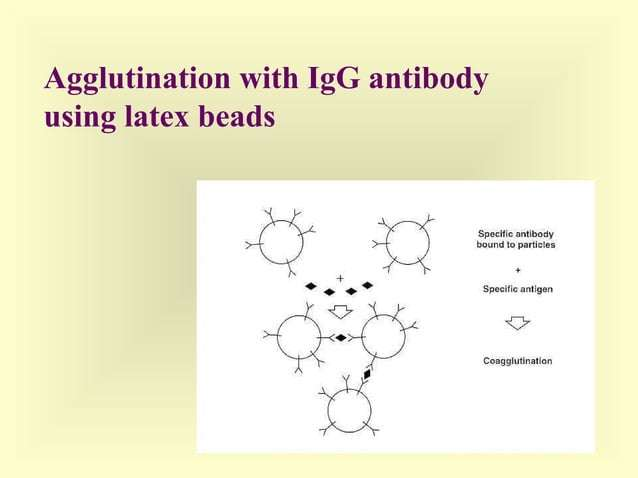 Agglutination with IgG antibody
using latex beads
Specific antibody
bound to particles
+
+
Specific antigen
Coagglutination